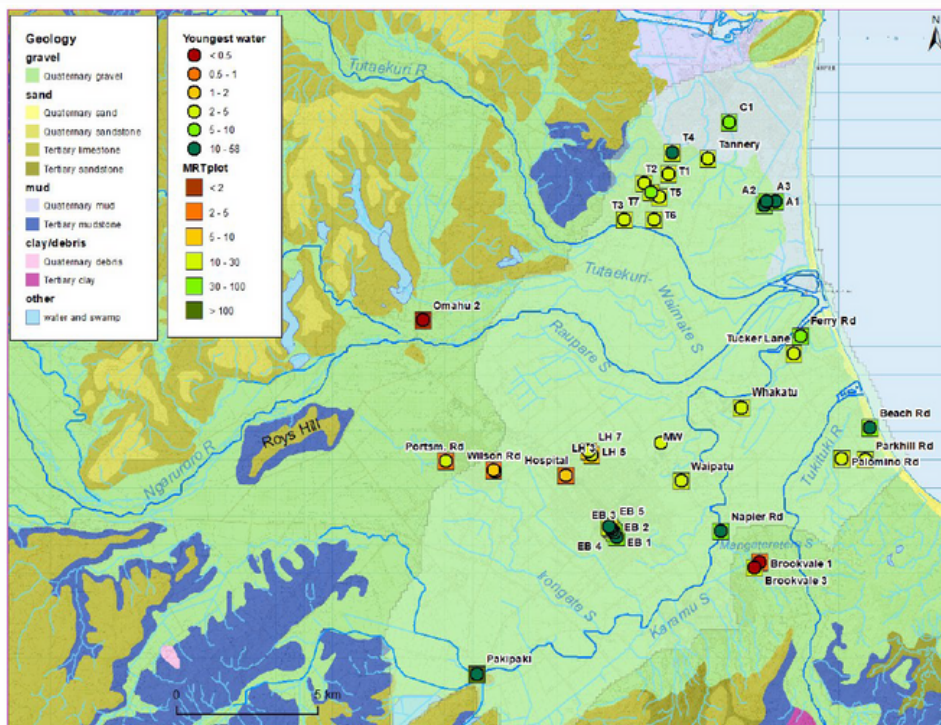 Geology
gravel
Quaternary gravel
sand
Quaternary sand
Quaternary sandstone
Tertiary limestone
Tertiary sandstone
mud
Quaternary mud
Tertiary mudstone
clay/debris
Quaternary debris
Tertiary clay
other
water and swamp
Youngest water
< 0.5
0.5 - 1
1 - 2
2 - 5
5 - 10
10 - 58
MRTplot
< 2
2 - 5
5 - 10
10 - 30
30 - 100
> 100
N
Tutaekuri R
C1
T4
Tannery
T2
T1
T5
T7
T3
T6
A2
A3
A1
Tutaekuri-
Waimate S
Omahu 2
Raupare S
Ferry Rd
Tucker Lane
Ngaruroro R
Roys Hill
Whakatu
Beach Rd
Tukituki R
Portsm. Rd
Wilson Rd
Hospital
LH 7
LH 5
MW
Waipatu
Parkhill Rd
Palomino Rd
EB 3
EB 5
EB 2
EB 4
EB 1
Napier Rd
Brookvale 1
Brookvale 3
Irorigate S
Karamu S
Pakipaki
0
5 km